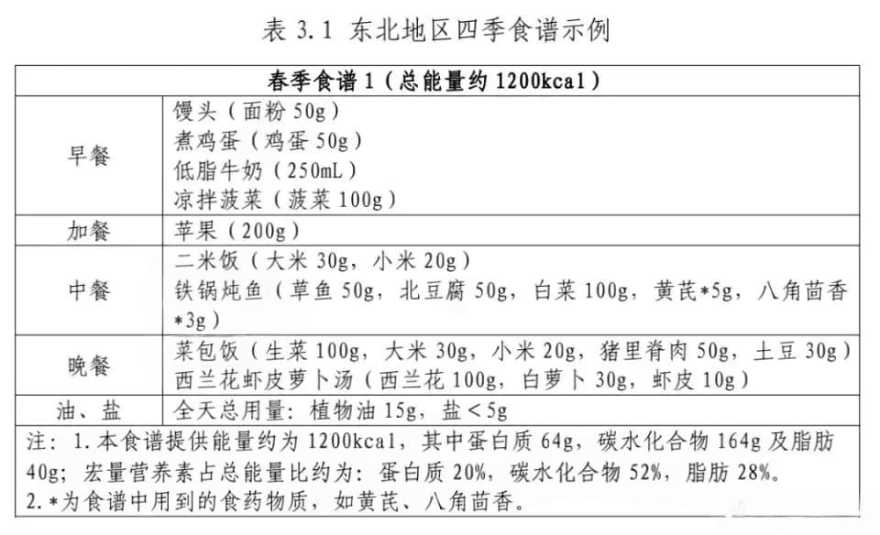 表 3.1 东北地区四季食谱示例
春季食谱 1（总能量约 1200kcal）
早餐
馒头（面粉 50g）
煮鸡蛋（鸡蛋 50g）
低脂牛奶（250mL）
凉拌菠菜（菠菜 100g）
加餐
苹果（200g）
中餐
二米饭（大米 30g，小米 20g）
铁锅炖鱼（草鱼 50g，北豆腐 50g，白菜 100g，黄芪*5g，八角茴香
*3g）
晚餐
菜包饭（生菜 100g，大米 30g，小米 20g，猪里脊肉 50g，土豆 30g）
西兰花虾皮萝卜汤（西兰花 100g，白萝卜 30g，虾皮 10g）
油、盐
全天总用量：植物油 15g，盐＜5g
注：1.本食谱提供能量约为 1200kcal，其中蛋白质 64g，碳水化合物 164g 及脂肪
40g；宏量营养素占总能量比约为：蛋白质 20%，碳水化合物 52%，脂肪 28%。
2.*为食谱中用到的食药物质，如黄芪、八角茴香。